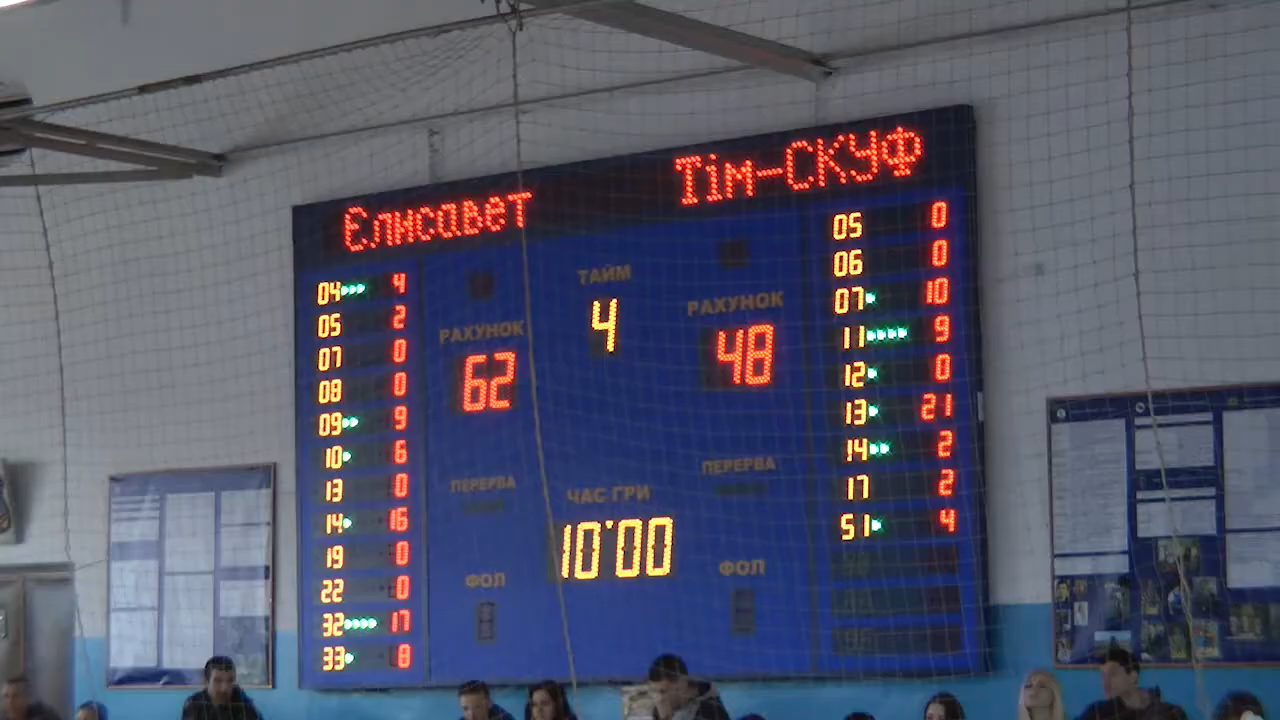 Єлисавет
Тім-СКУФ
04 4
05 2
07 0
08 0
09 9
10 6
13 0
14 16
19 0
22 0
32 17
33 8
РАХУНОК
62
ПЕРЕРВА
ФОЛ
ТАЙМ
4
ЧАС ГРИ
10'00
РАХУНОК
48
ПЕРЕРВА
ФОЛ
05 0
06 0
07 10
11 9
12 0
13 21
14 2
17 2
51 4